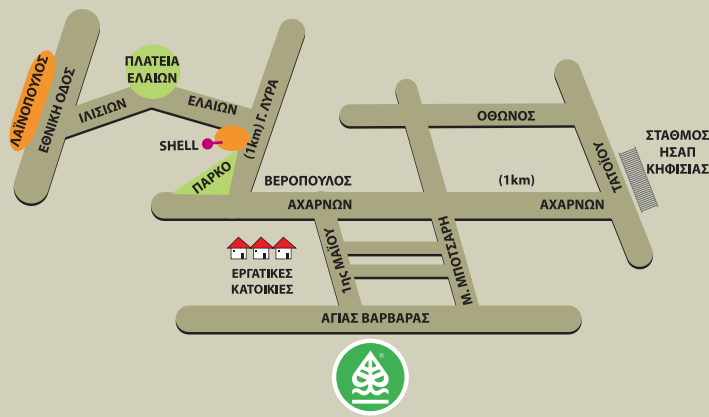 ΛΑΪΝΟΠΟΥΛΟΣ
ΕΘΝΙΚΗ ΟΔΟΣ
ΙΛΙΣΙΩΝ
ΠΛΑΤΕΙΑ
ΕΛΑΙΩΝ
ΕΛΑΙΩΝ
SHELL
(1km) Γ. ΛΥΡΑ
ΠΑΡΚΟ
ΟΘΩΝΟΣ
ΤΑΤΟΪΟΥ
ΣΤΑΘΜΟΣ
ΗΣΑΠ
ΚΗΦΙΣΙΑΣ
ΒΕΡΟΠΟΥΛΟΣ
(1km)
ΑΧΑΡΝΩΝ
ΑΧΑΡΝΩΝ
ΕΡΓΑΤΙΚΕΣ
ΚΑΤΟΙΚΙΕΣ
1ης ΜΑΪΟΥ
Μ. ΜΠΟΤΣΑΡΗ
ΑΓΙΑΣ ΒΑΡΒΑΡΑΣ
®